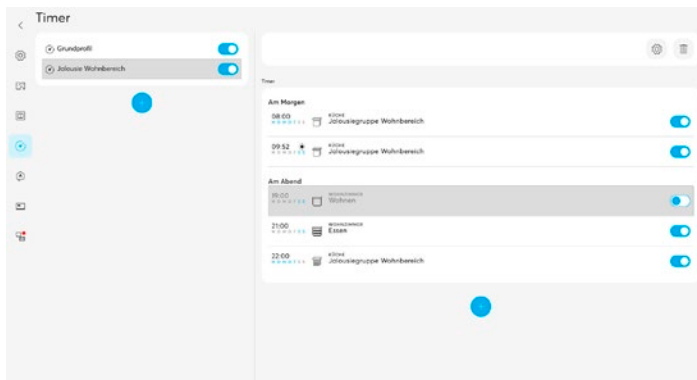 Timer
Grundprofil
Jalousie Wohnbereich
Timer
Am Morgen
08:00
KÜCHE
Jalousiegruppe Wohnbereich
09:52
KÜCHE
Jalousiegruppe Wohnbereich
Am Abend
19:00
WOHNZIMMER
Wohnen
21:00
WOHNZIMMER
Essen
22:00
KÜCHE
Jalousiegruppe Wohnbereich